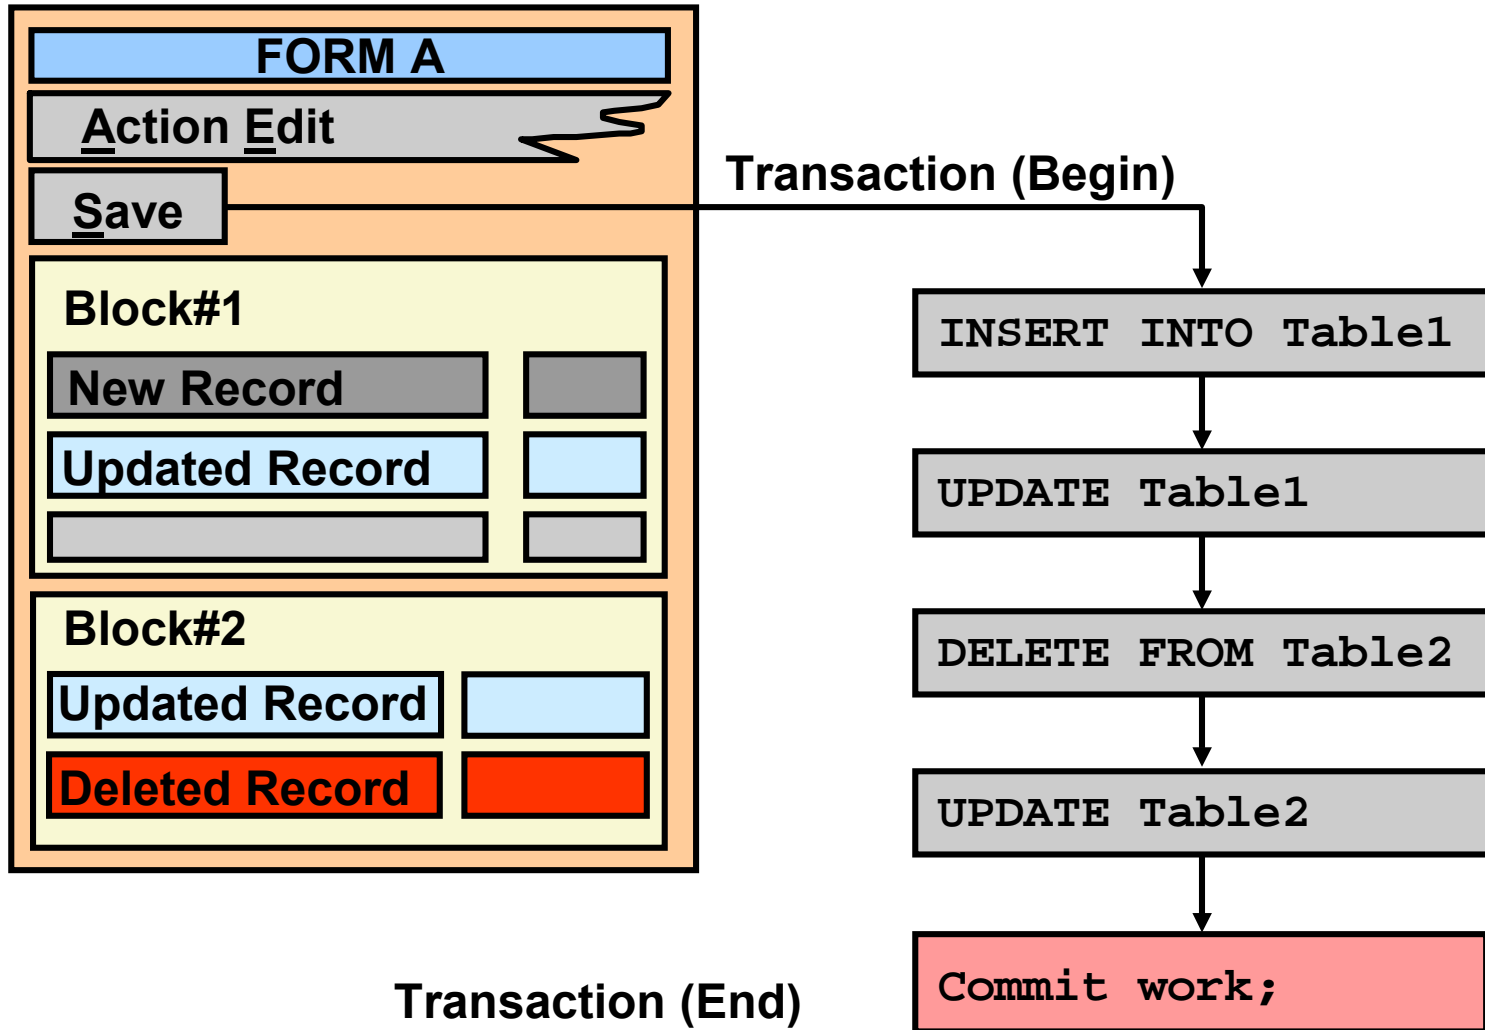 FORM A
Action Edit
Save
Block#1
New Record
Updated Record
Block#2
Updated Record
Deleted Record
Transaction (Begin)
INSERT INTO Table1
UPDATE Table1
DELETE FROM Table2
UPDATE Table2
Commit work;
Transaction (End)